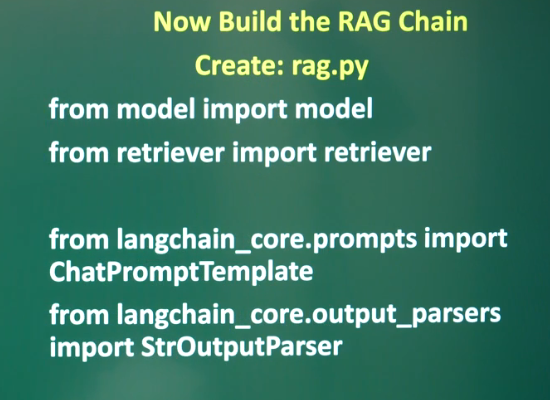 Now Build the RAG Chain
Create: rag.py
from model import model
from retriever import retriever
from langchain_core.prompts import
ChatPromptTemplate
from langchain_core.output_parsers
import StrOutputParser